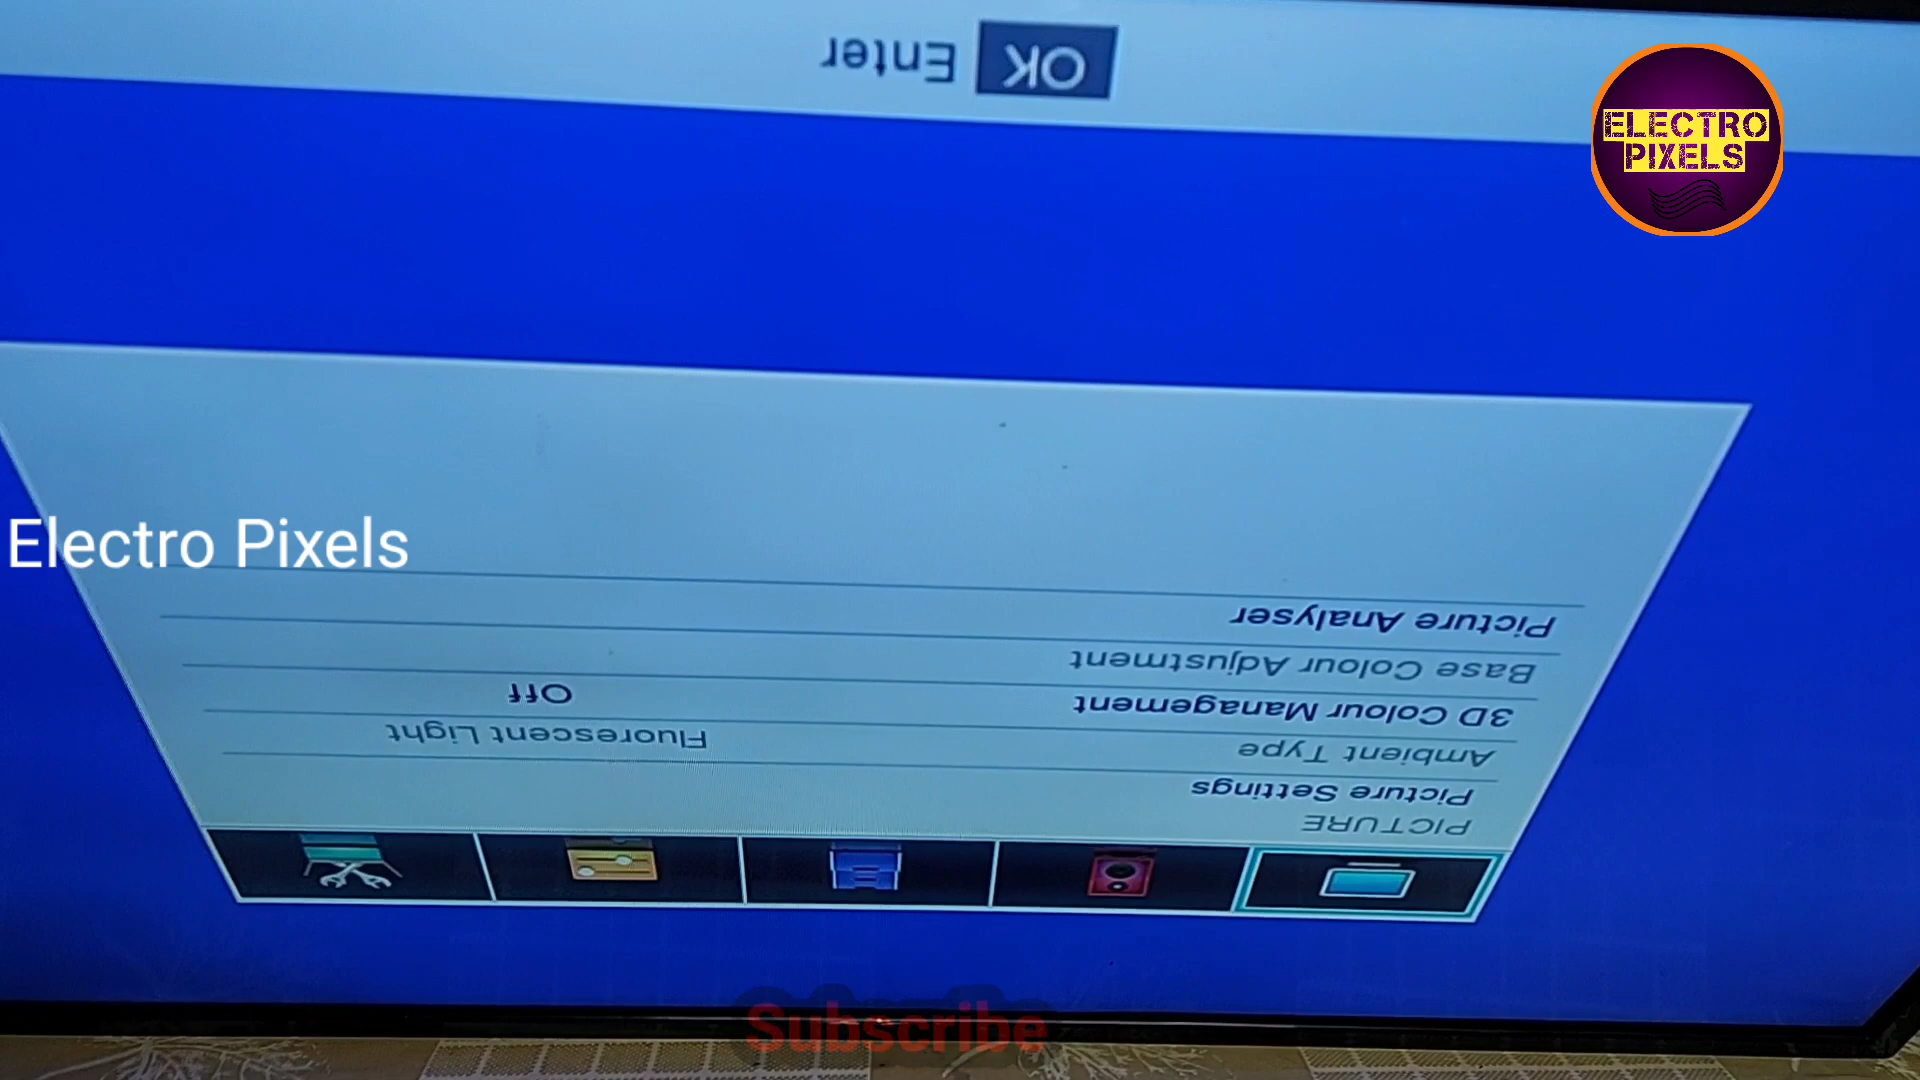 OK Enter
ELECTRO
PIXELS
Electro Pixels
PICTURE
Picture Settings
Ambient Type Fluorescent Light
3D Colour Management Off
Base Colour Adjustment
Picture Analyser
Subscribe